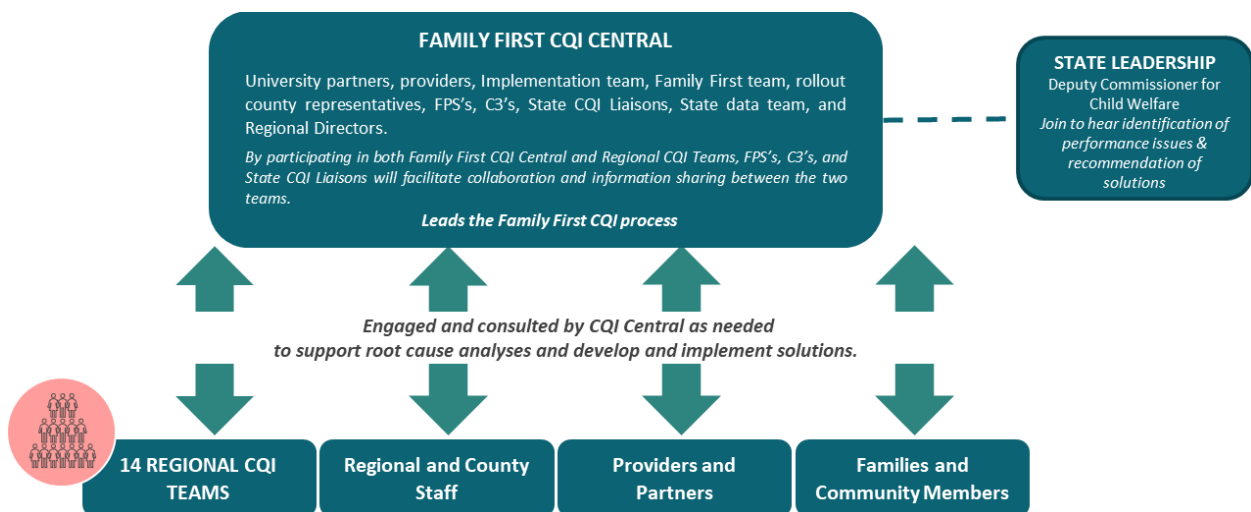 FAMILY FIRST CQI CENTRAL
University partners, providers, Implementation team, Family First team, rollout
county representatives, FPS's, C3's, State CQI Liaisons, State data team, and
Regional Directors.
By participating in both Family First CQI Central and Regional CQI Teams, FPS's, C3's, and
State CQI Liaisons will facilitate collaboration and information sharing between the two
teams.
Leads the Family First CQI process
STATE LEADERSHIP
Deputy Commissioner for
Child Welfare
Join to hear identification of
performance issues &
recommendation of
solutions
Engaged and consulted by CQI Central as needed
to support root cause analyses and develop and implement solutions.
14 REGIONAL CQI
TEAMS
Regional and County
Staff
Providers and
Partners
Families and
Community Members